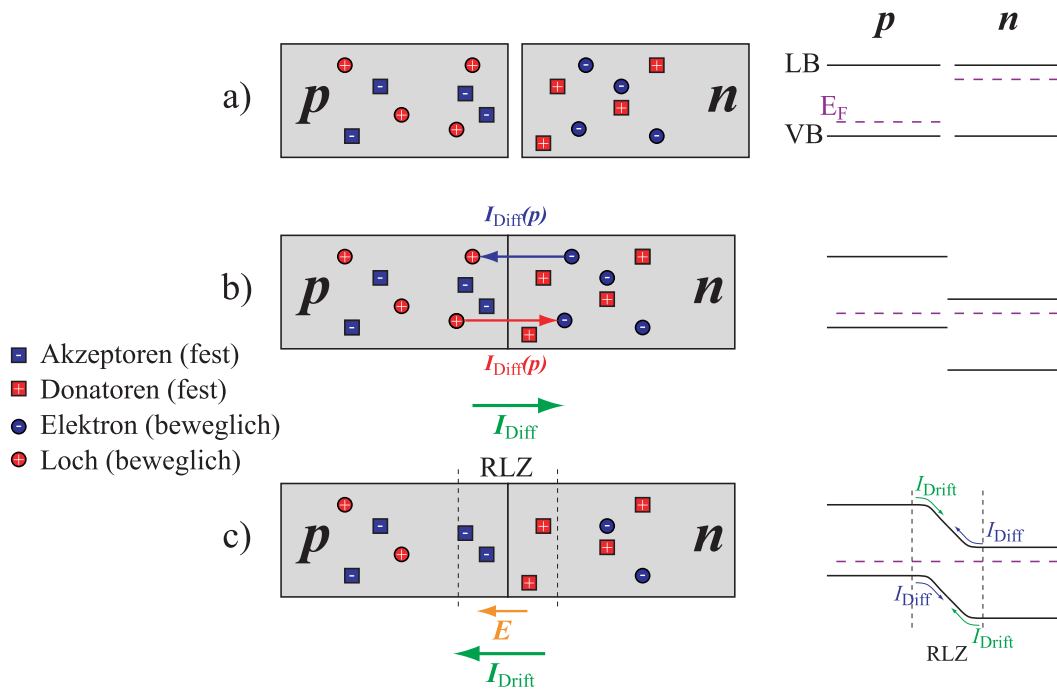 p n
a) p n LB E_F VB
I_Diff(p)
b) p n
I_Diff(p)
I_Diff
- Akzeptoren (fest)
+ Donatoren (fest)
- Elektron (beweglich)
+ Loch (beweglich)
RLZ
c) p n
E
I_Drift
I_Drift
I_Diff
I_Diff
I_Drift
RLZ